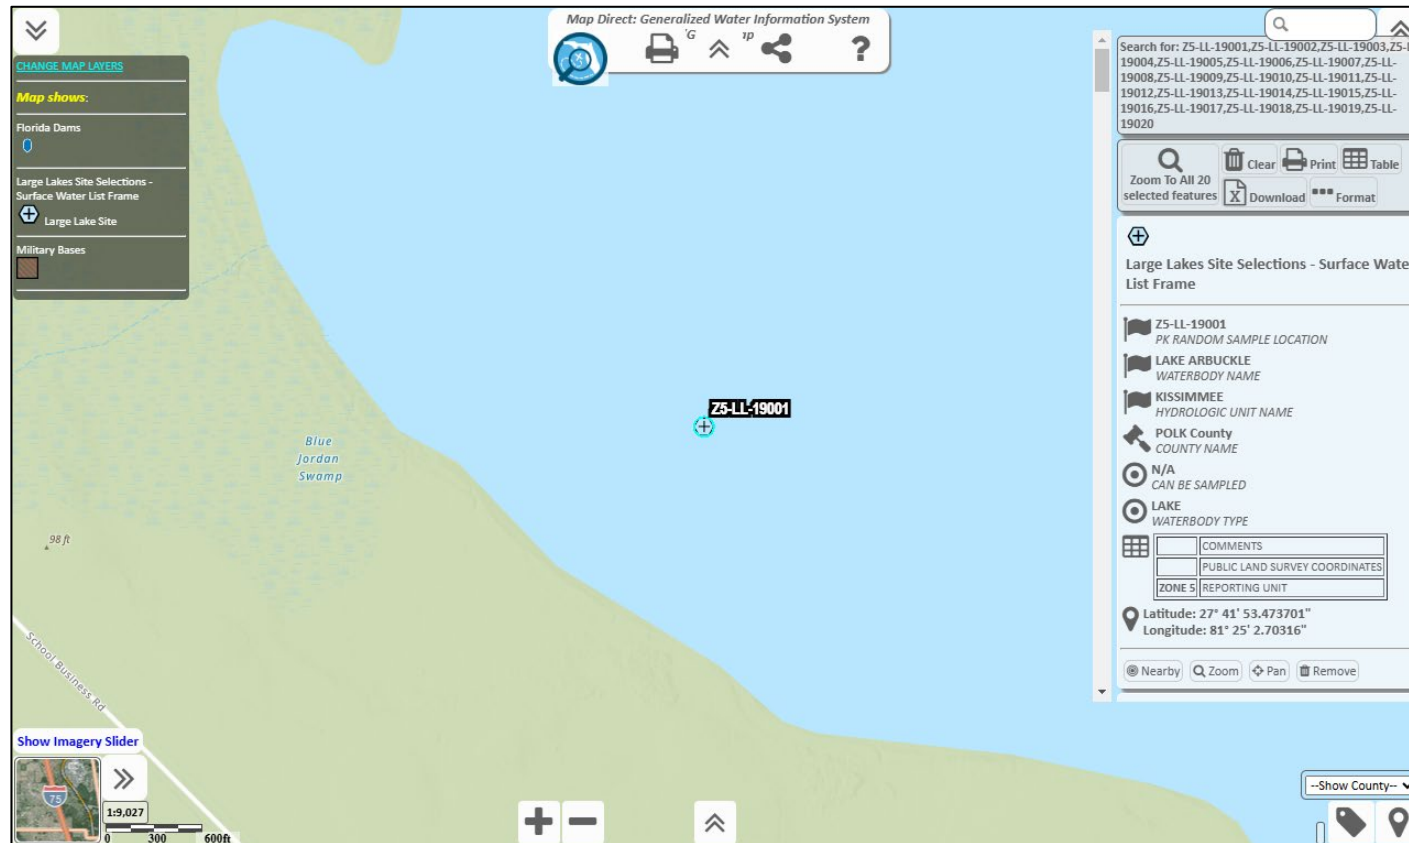 Map Direct: Generalized Water Information System
CHANGE MAP LAYERS
Map shows:
Florida Dams
Large Lakes Site Selections -
Surface Water List Frame
Large Lake Site
Military Bases
Z5-LL-19001
Blue
Jordan
Swamp
98 ft
School Business Rd
Show Imagery Slider
75
1:9,027
0 300 600ft
Search for: Z5-LL-19001,Z5-LL-19002,Z5-LL-19003,Z5-L
19004,Z5-LL-19005,Z5-LL-19006,Z5-LL-19007,Z5-LL-
19008,Z5-LL-19009,Z5-LL-19010,Z5-LL-19011,Z5-LL-
19012,Z5-LL-19013,Z5-LL-19014,Z5-LL-19015,Z5-LL-
19016,Z5-LL-19017,Z5-LL-19018,Z5-LL-19019,Z5-LL-
19020
Zoom To All 20
selected features
Clear Print Table
Download Format
Large Lakes Site Selections - Surface Wate
List Frame
Z5-LL-19001
PK RANDOM SAMPLE LOCATION
LAKE ARBUCKLE
WATERBODY NAME
KISSIMMEE
HYDROLOGIC UNIT NAME
POLK County
COUNTY NAME
N/A
CAN BE SAMPLED
LAKE
WATERBODY TYPE
COMMENTS
PUBLIC LAND SURVEY COORDINATES
ZONE 5 REPORTING UNIT
Latitude: 27° 41' 53.473701"
Longitude: 81° 25' 2.70316"
Nearby Zoom Pan Remove
--Show County--